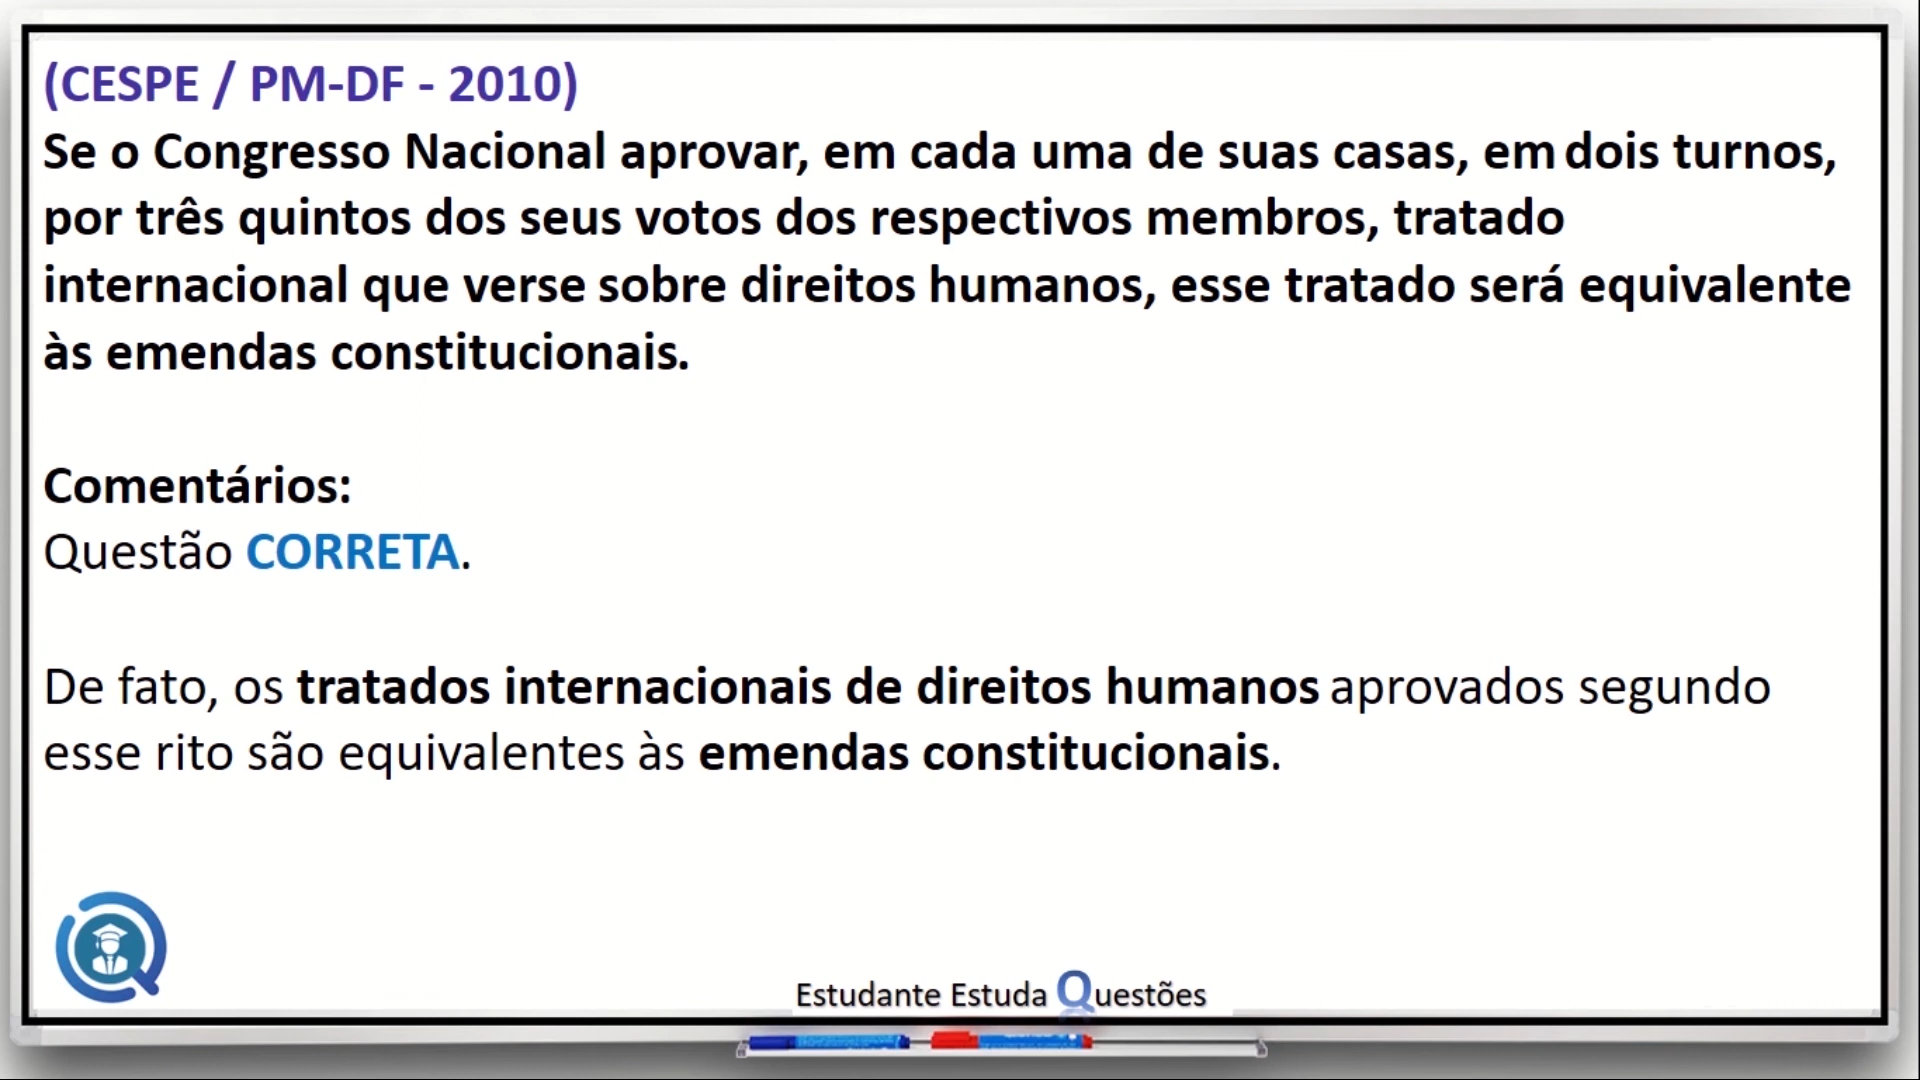 (CESPE / PM-DF - 2010)
Se o Congresso Nacional aprovar, em cada uma de suas casas, em dois turnos,
por três quintos dos seus votos dos respectivos membros, tratado
internacional que verse sobre direitos humanos, esse tratado será equivalente
às emendas constitucionais.
Comentários:
Questão CORRETA.
De fato, os tratados internacionais de direitos humanos aprovados segundo
esse rito são equivalentes às emendas constitucionais.
Estudante Estuda Questões